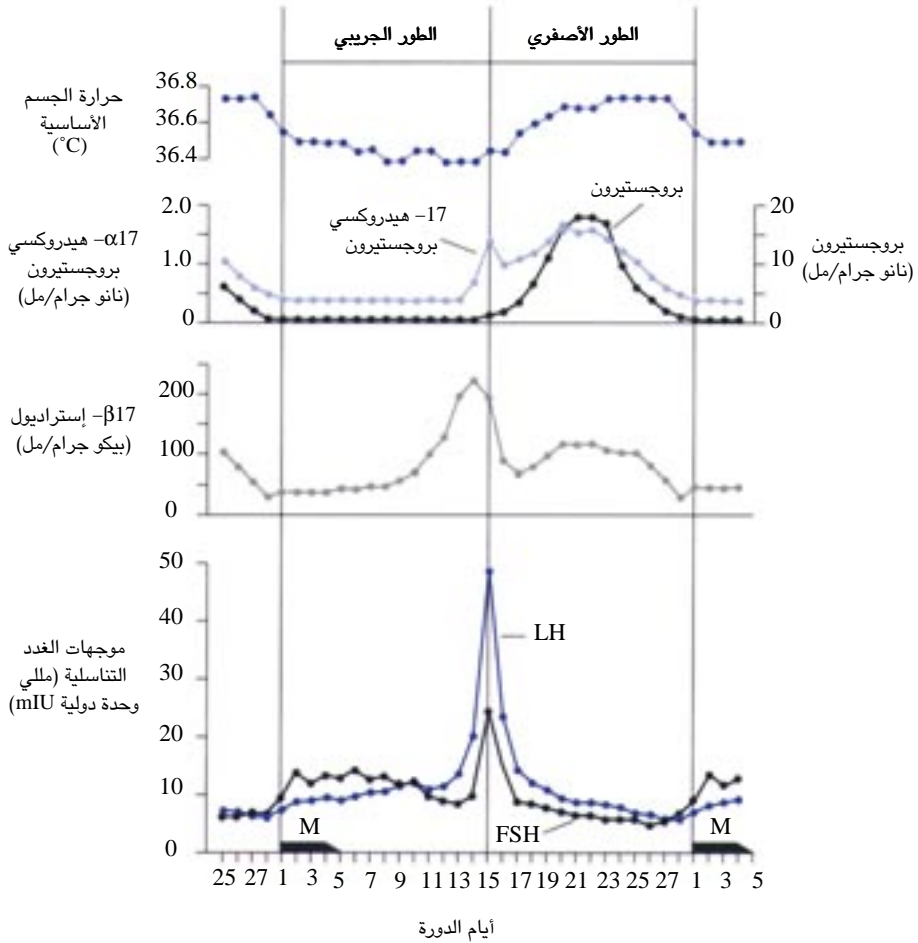 الطور الجريبي
الطور الأصفري
حرارة الجسم
الأساسية
(°C)
36.8
36.6
36.4
17α– هيدروكسي
بروجستيرون
(نانو جرام/مل)
2.0
1.0
0
17– هيدروكسي
بروجستيرون
بروجستيرون
20
10
0
بروجستيرون
(نانو جرام/مل)
17β– إستراديول
(بيكو جرام/مل)
200
100
0
موجهات الغدد
التناسلية (مللي
وحدة دولية mIU)
50
40
30
20
10
0
LH
FSH
M
M
25 27 1 3 5 7 9 11 13 15 17 19 21 23 25 27 1 3 5
أيام الدورة